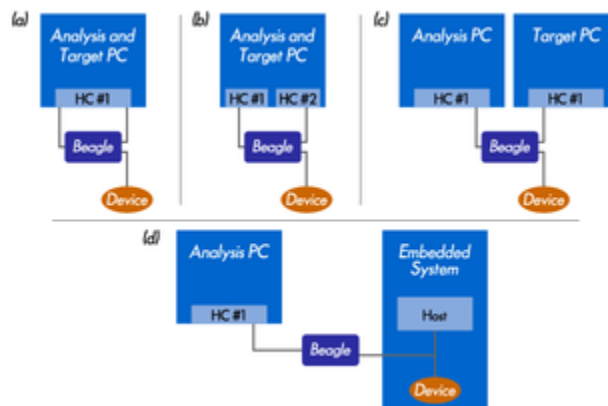 (a)
Analysis and
Target PC
HC #1
Beagle
Device
(b)
Analysis and
Target PC
HC #1 HC #2
Beagle
Device
(c)
Analysis PC
Target PC
HC #1
HC #1
Beagle
Device
(d)
Analysis PC
HC #1
Beagle
Embedded
System
Host
Device